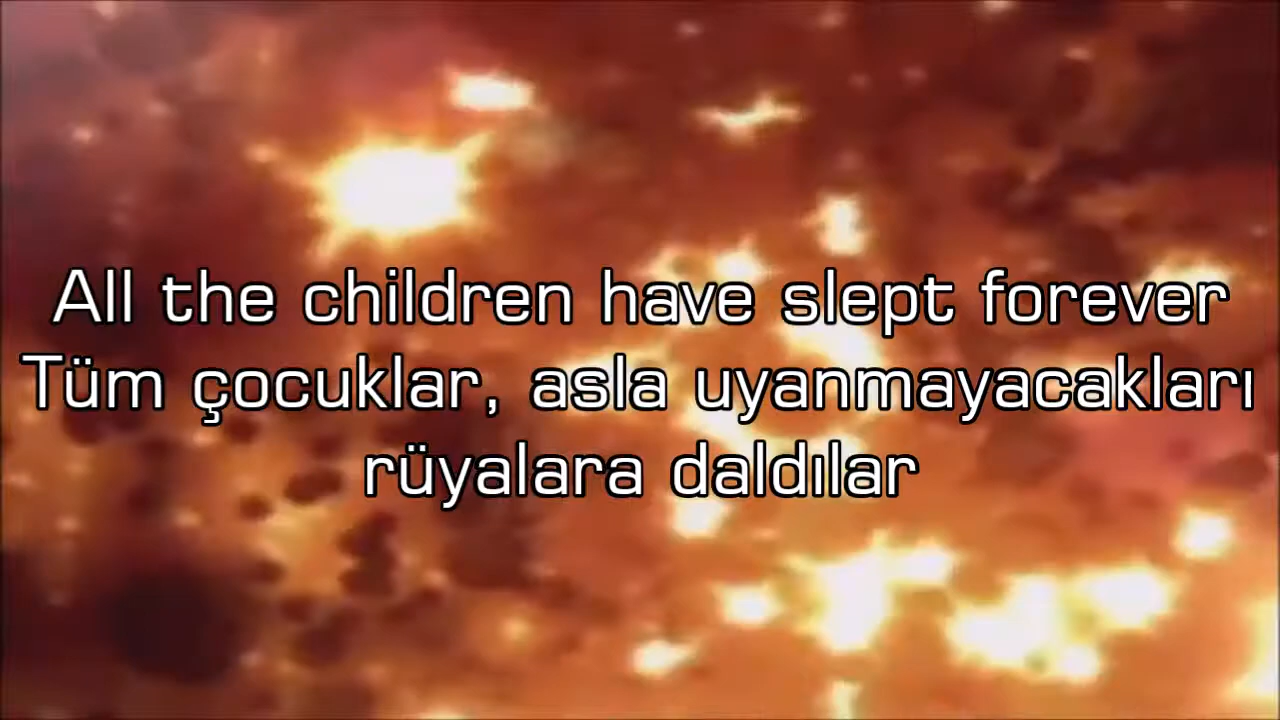 All the children have slept forever
Tüm çocuklar, asla uyanmayacakları
rüyalara daldılar